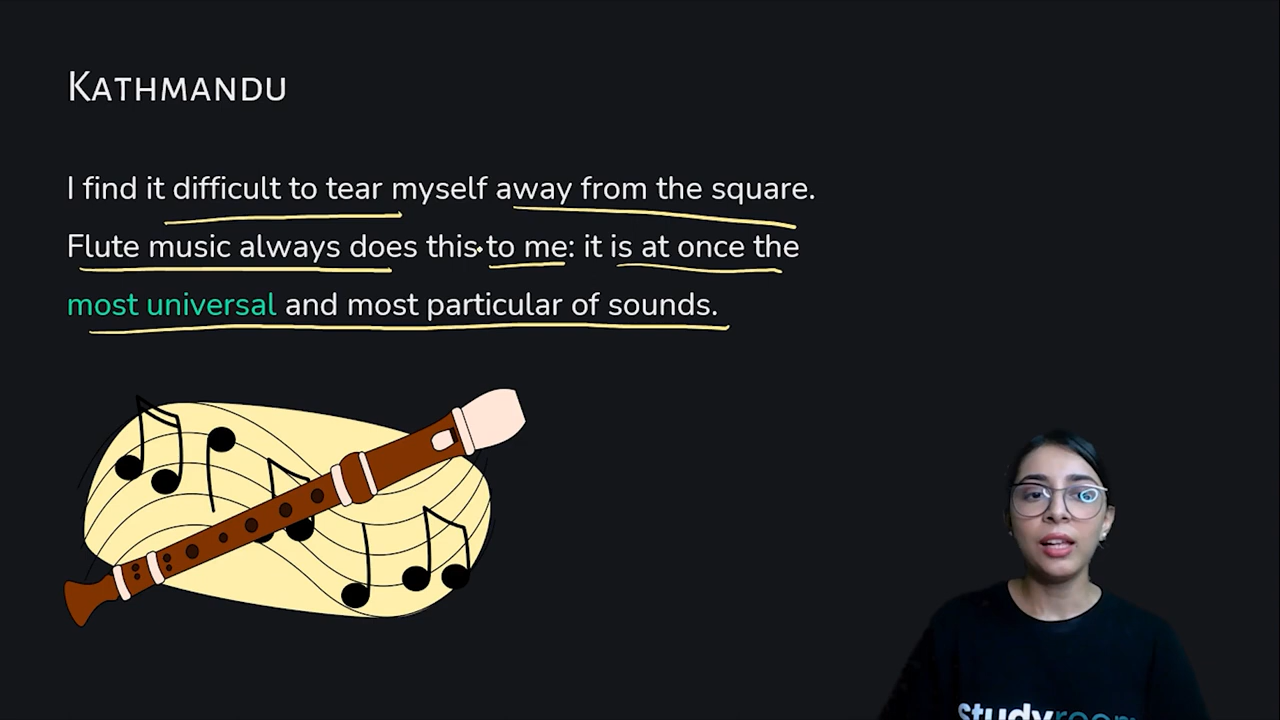 Kathmandu
I find it difficult to tear myself away from the square.
Flute music always does this to me: it is at once the
most universal and most particular of sounds.
studyroom